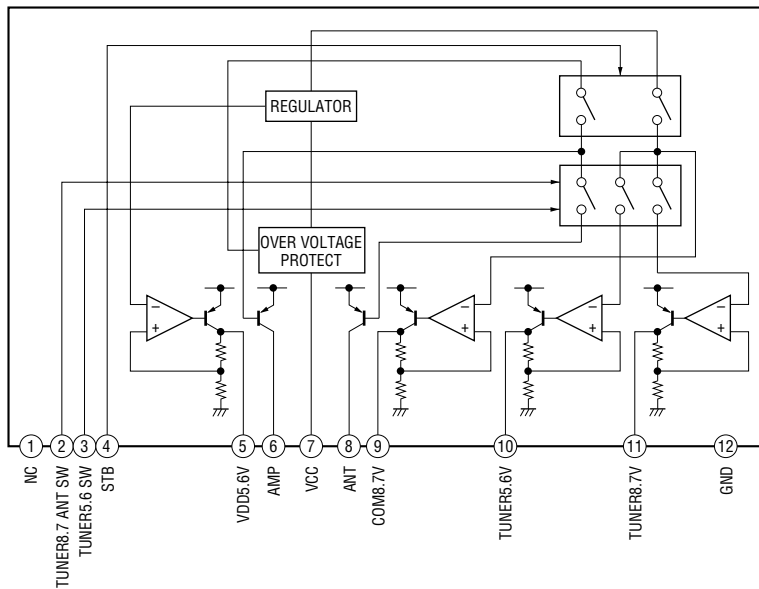 REGULATOR
OVER VOLTAGE
PROTECT
−
+
−
+
−
+
−
+
1
2
3
4
5
6
7
8
9
10
11
12
NC
TUNER8.7 ANT SW
TUNER5.6 SW
STB
VDD5.6V
AMP
VCC
ANT
COM8.7V
TUNER5.6V
TUNER8.7V
GND